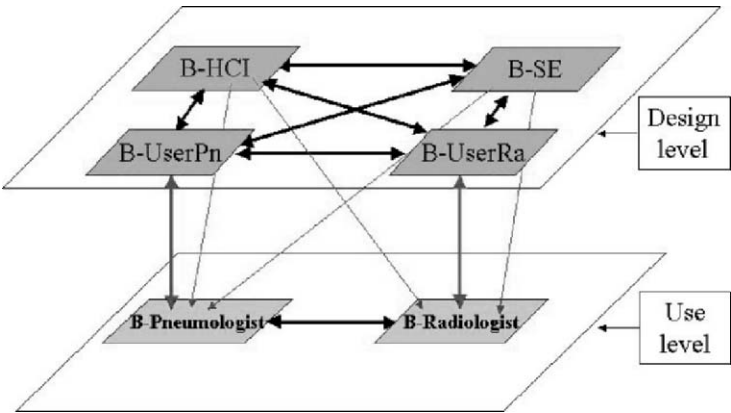 B-HCI
B-SE
B-UserPn
B-UserRa
Design
level
B-Pneumologist
B-Radiologist
Use
level